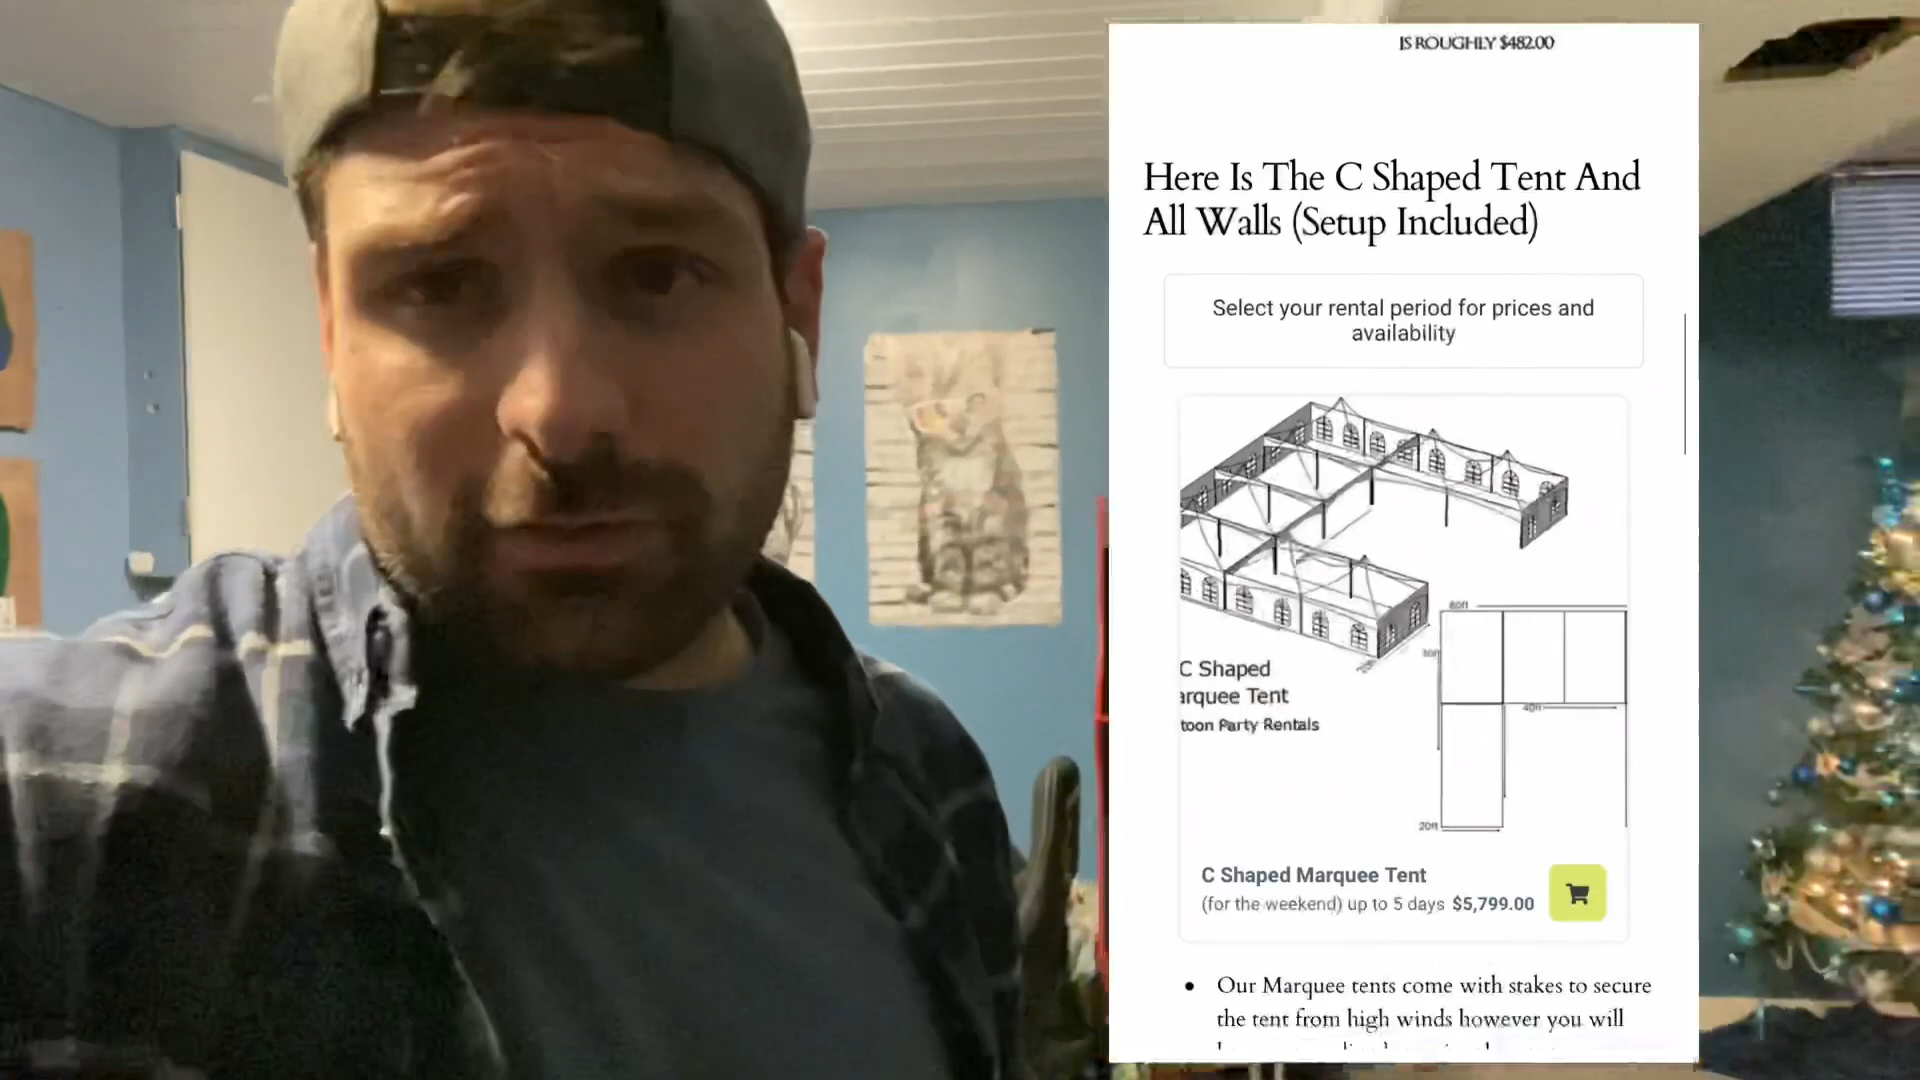 IS ROUGHLY $482.00
Here Is The C Shaped Tent And
All Walls (Setup Included)
Select your rental period for prices and
availability
80ft
40ft
20ft
C Shaped
arquee Tent
toon Party Rentals
C Shaped Marquee Tent
(for the weekend) up to 5 days $5,799.00
Our Marquee tents come with stakes to secure
the tent from high winds however you will